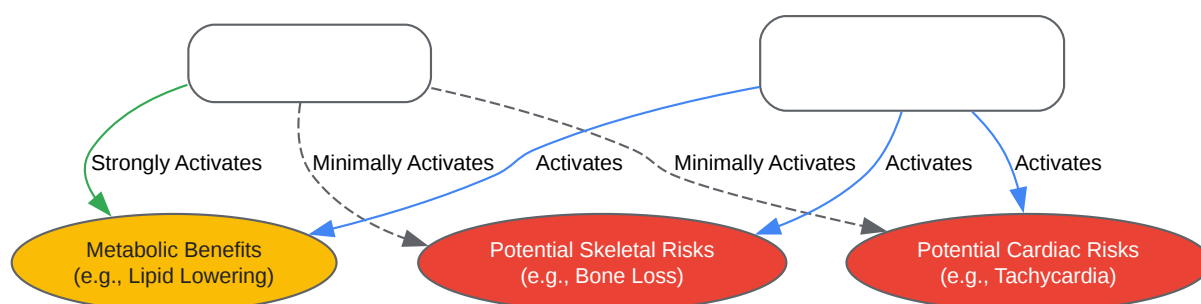 Strongly Activates
Minimally Activates
Activates
Minimally Activates
Activates
Activates
Metabolic Benefits
(e.g., Lipid Lowering)
Potential Skeletal Risks
(e.g., Bone Loss)
Potential Cardiac Risks
(e.g., Tachycardia)